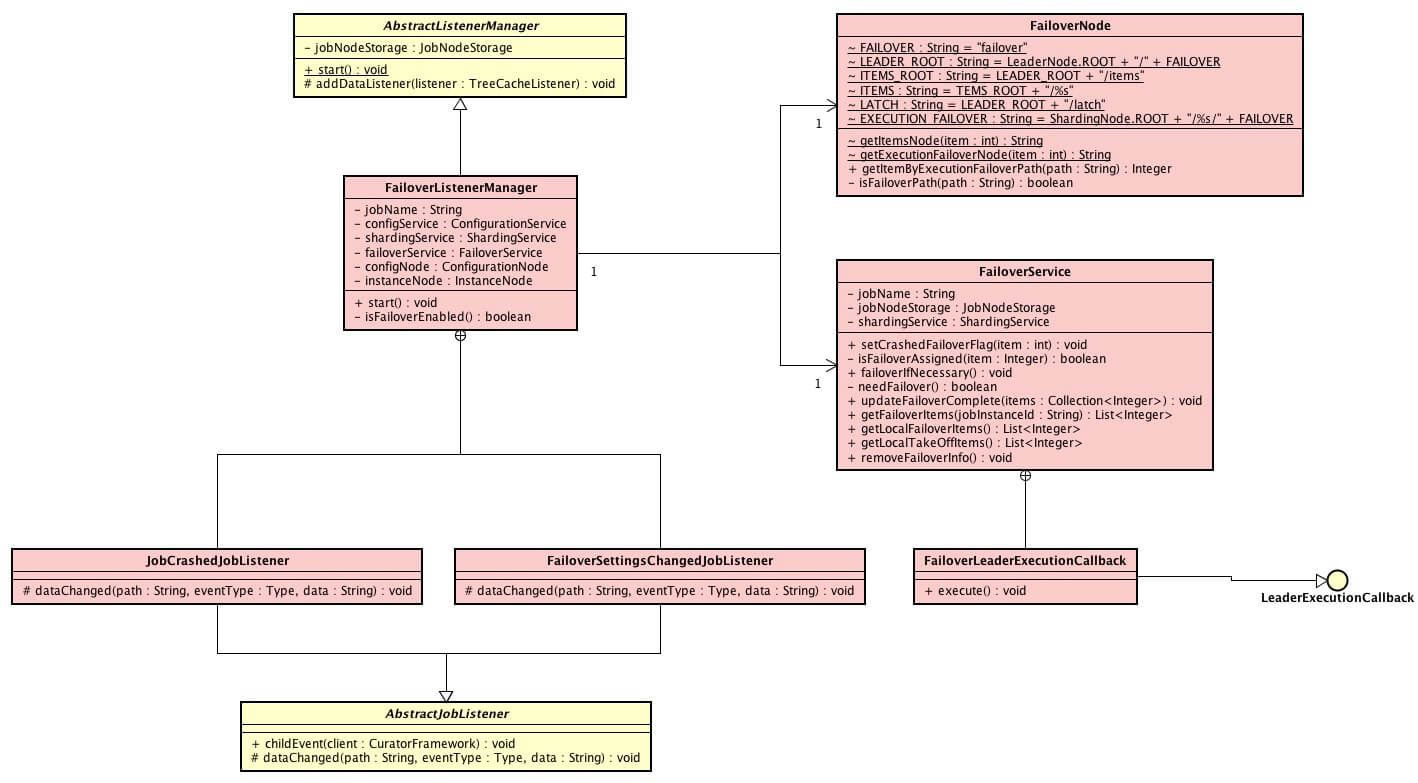 AbstractListenerManager
- jobNodeStorage : JobNodeStorage
+ start() : void
# addDataListener(listener : TreeCacheListener) : void
FailoverNode
~ FAILOVER : String = "failover"
~ LEADER_ROOT : String = LeaderNode.ROOT + "/" + FAILOVER
~ ITEMS_ROOT : String = LEADER_ROOT + "/items"
~ ITEMS : String = TEMS_ROOT + "/%s"
~ LATCH : String = LEADER_ROOT + "/latch"
~ EXECUTION_FAILOVER : String = ShardingNode.ROOT + "/%s/" + FAILOVER
~ getItemsNode(item : int) : String
~ getExecutionFailoverNode(item : int) : String
+ getItemByExecutionFailoverPath(path : String) : Integer
- isFailoverPath(path : String) : boolean
1
FailoverListenerManager
- jobName : String
- configService : ConfigurationService
- shardingService : ShardingService
- failoverService : FailoverService
- configNode : ConfigurationNode
- instanceNode : InstanceNode
+ start() : void
- isFailoverEnabled() : boolean
1
FailoverService
- jobName : String
- jobNodeStorage : JobNodeStorage
- shardingService : ShardingService
+ setCrashedFailoverFlag(item : int) : void
- isFailoverAssigned(item : Integer) : boolean
+ failoverIfNecessary() : void
- needFailover() : boolean
+ updateFailoverComplete(items : Collection<Integer>) : void
+ getFailoverItems(jobInstanceId : String) : List<Integer>
+ getLocalFailoverItems() : List<Integer>
+ getLocalTakeOffItems() : List<Integer>
+ removeFailoverInfo() : void
1
JobCrashedJobListener
# dataChanged(path : String, eventType : Type, data : String) : void
FailoverSettingsChangedJobListener
# dataChanged(path : String, eventType : Type, data : String) : void
FailoverLeaderExecutionCallback
+ execute() : void
LeaderExecutionCallback
AbstractJobListener
+ childEvent(client : CuratorFramework) : void
# dataChanged(path : String, eventType : Type, data : String) : void